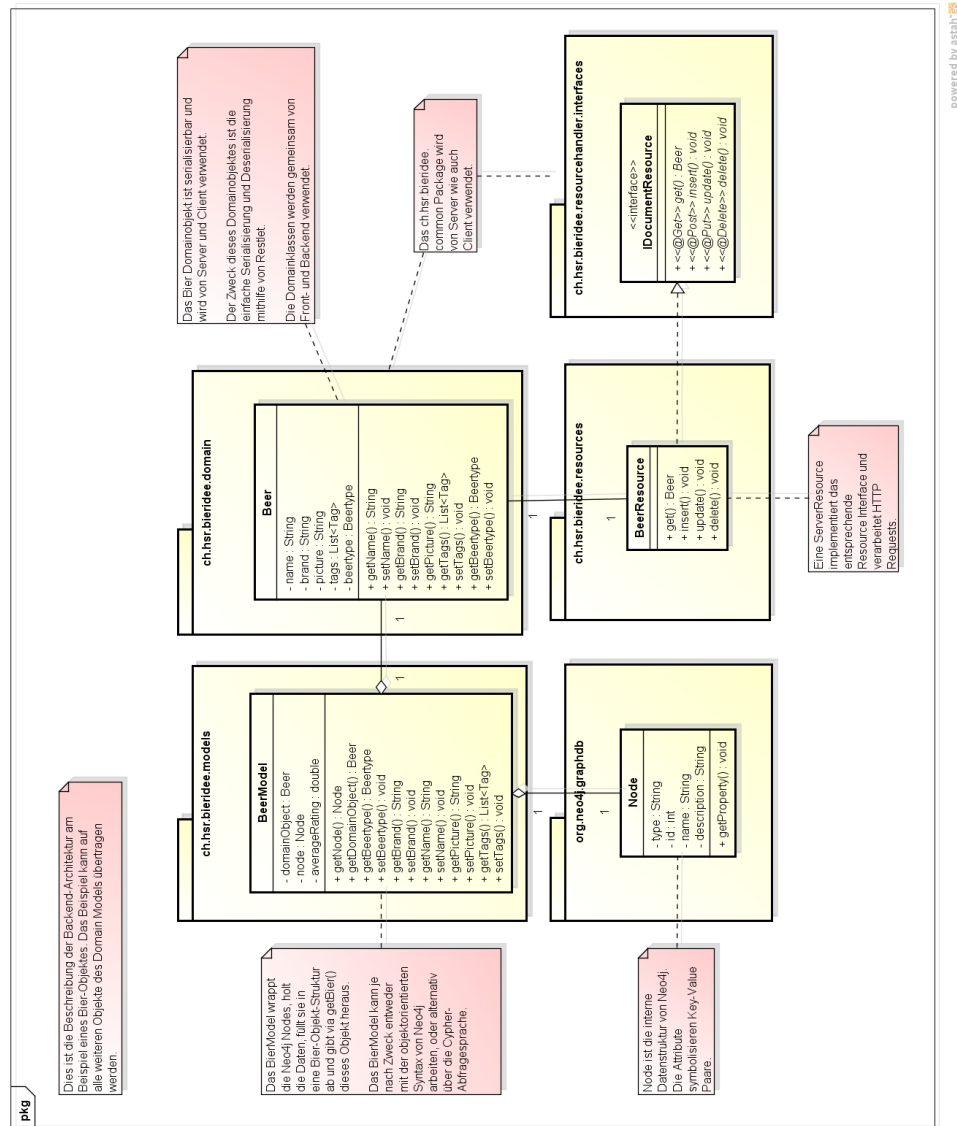 pkg
Dies ist die Beschreibung der Backend-Architektur am
Beispiel eines Bier-Objektes. Das Beispiel kann auf
alle weiteren Objekte des Domain Models übertragen
werden.
Das BierModel wrappt
die Neo4j Nodes, holt
die Daten, füllt sie in
eine Bier-Objekt-Struktur
ab und gibt via getBier()
dieses Objekt heraus.
Das BierModel kann je
nach Zweck entweder
mit der objektorientierten
Syntax von Neo4j
arbeiten, oder alternativ
über die Cypher-
Abfragesprache.
ch.hsr.bieridee.models
BeerModel
- domainObject : Beer
- node : Node
- averageRating : double
+ getNode() : Node
+ getDomainObject() : Beer
+ getBeertype() : Beertype
+ setBeertype() : void
+ getBrand() : String
+ setBrand() : void
+ getName() : String
+ setName() : void
+ getPicture() : String
+ setPicture() : void
+ getTags() : List<Tag>
+ setTags() : void
1
1
ch.hsr.bieridee.domain
Beer
- name : String
- brand : String
- picture : String
- tags : List<Tag>
- beertype : Beertype
+ getName() : String
+ setName() : void
+ getBrand() : String
+ setBrand() : void
+ getPicture() : String
+ getTags() : List<Tag>
+ setTags() : void
+ getBeertype() : Beertype
+ setBeertype() : void
Das Bier Domainobjekt ist serialisierbar und
wird von Server und Client verwendet.
Der Zweck dieses Domainobjektes ist die
einfache Serialisierung und Deserialisierung
mithilfe von Restlet.
Die Domainklassen werden gemeinsam von
Front- und Backend verwendet.
Das ch.hsr bieridee.
common Package wird
von Server wie auch
Client verwendet.
1
1
1
1
Node ist die interne
Datenstruktur von Neo4j.
Die Attribute
symbolisieren Key-Value
Paare.
org.neo4j.graphdb
Node
- type : String
- id : int
- name : String
- description : String
+ getProperty() : void
ch.hsr.bieridee.resources
BeerResource
+ get() : Beer
+ insert() : void
+ update() : void
+ delete() : void
ch.hsr.bieridee.resourcehandler.interfaces
<<interface>>
IDocumentResource
+ <<@Get>> get() : Beer
+ <<@Post>> insert() : void
+ <<@Put>> update() : void
+ <<@Delete>> delete() : void
Eine ServerResource
implementiert das
entsprechende
Resource Interface und
verarbeitet HTTP
Requests.
powered by astah*